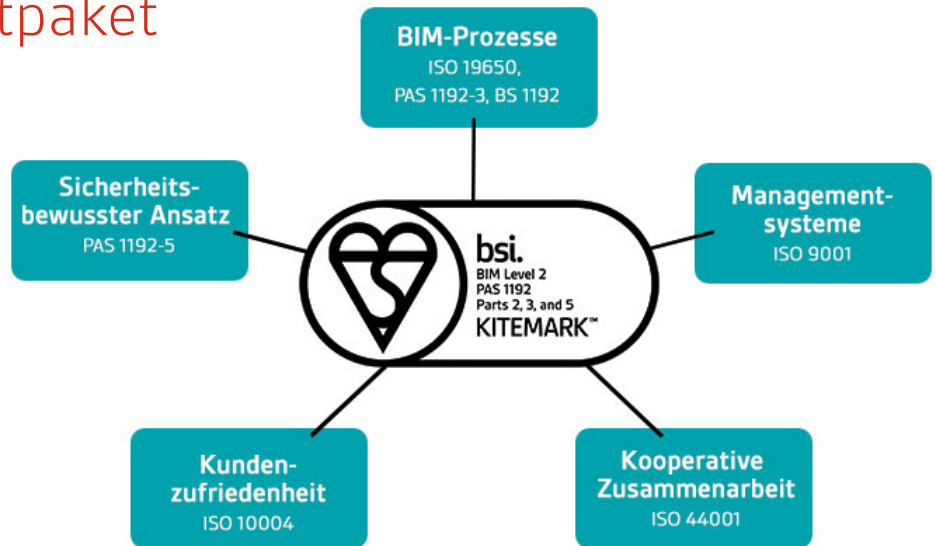 tpaket
BIM-Prozesse
ISO 19650,
PAS 1192-3, BS 1192
Sicherheits-
bewusster Ansatz
PAS 1192-5
Management-
systeme
ISO 9001
bsi.
BIM Level 2
PAS 1192
Parts 2, 3, and 5
KITEMARK™
Kunden-
zufriedenheit
ISO 10004
Kooperative
Zusammenarbeit
ISO 44001